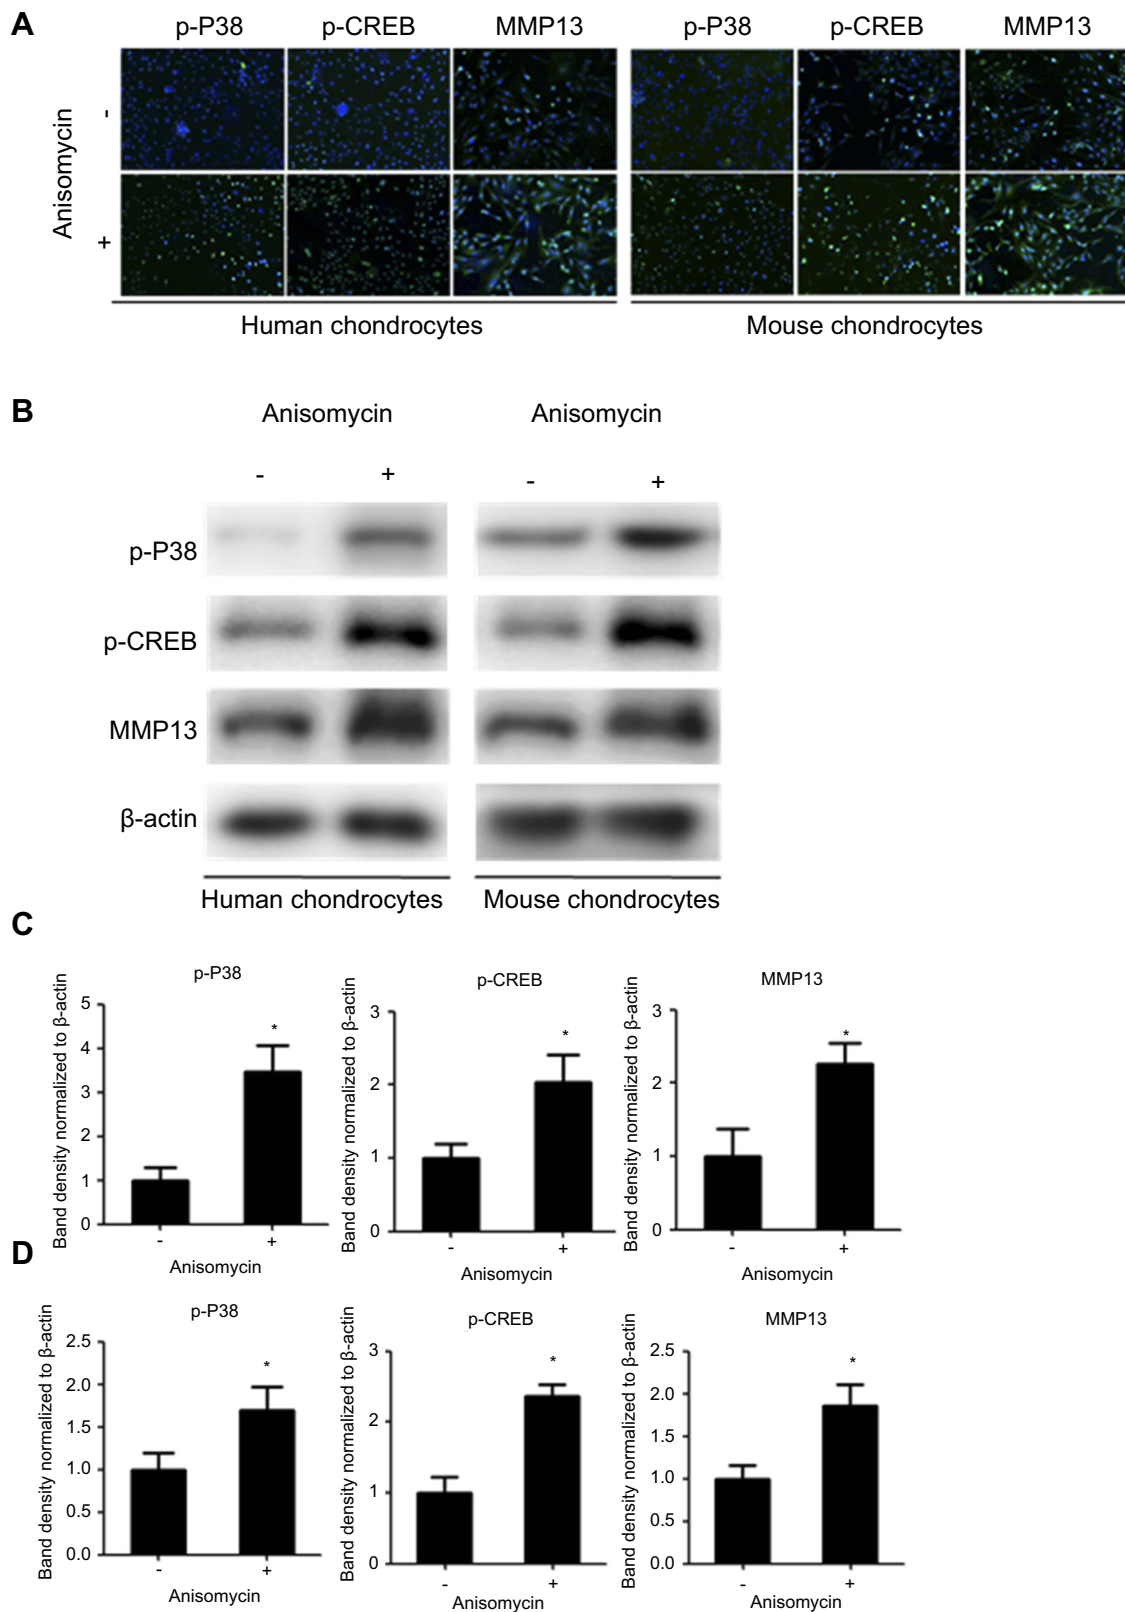 A
p-P38 p-CREB MMP13 p-P38 p-CREB MMP13
Anisomycin
-
+
Human chondrocytes Mouse chondrocytes
B
Anisomycin Anisomycin
- + - +
p-P38
p-CREB
MMP13
β-actin
Human chondrocytes Mouse chondrocytes
C
p-P38
Band density normalized to β-actin
5
4
3
2
1
0
*
- +
Anisomycin
p-CREB
Band density normalized to β-actin
3
2
1
0
*
- +
Anisomycin
MMP13
Band density normalized to β-actin
3
2
1
0
*
- +
Anisomycin
D
p-P38
Band density normalized to β-actin
2.5
2.0
1.5
1.0
0.5
0.0
*
- +
Anisomycin
p-CREB
Band density normalized to β-actin
3
2
1
0
*
- +
Anisomycin
MMP13
Band density normalized to β-actin
2.5
2.0
1.5
1.0
0.5
0.0
*
- +
Anisomycin